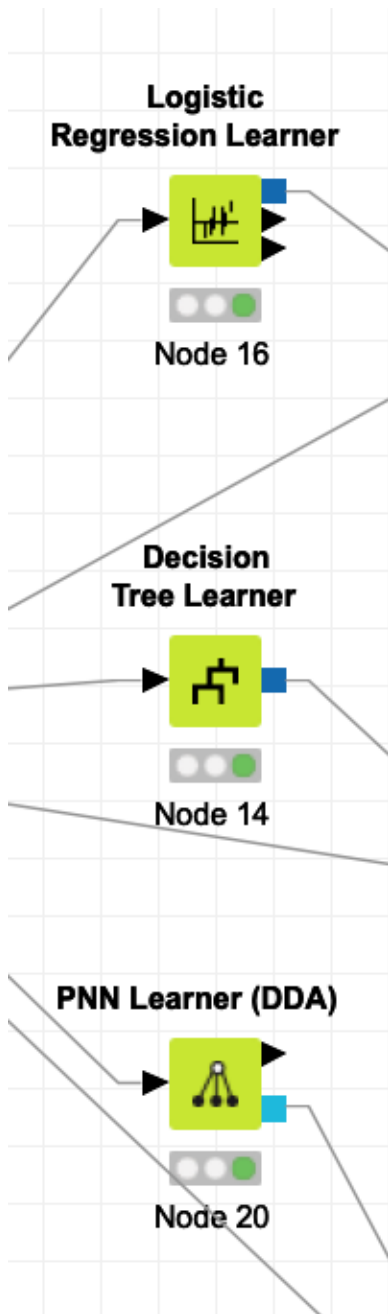 Logistic
Regression Learner
Node 16
Decision
Tree Learner
Node 14
PNN Learner (DDA)
Node 20